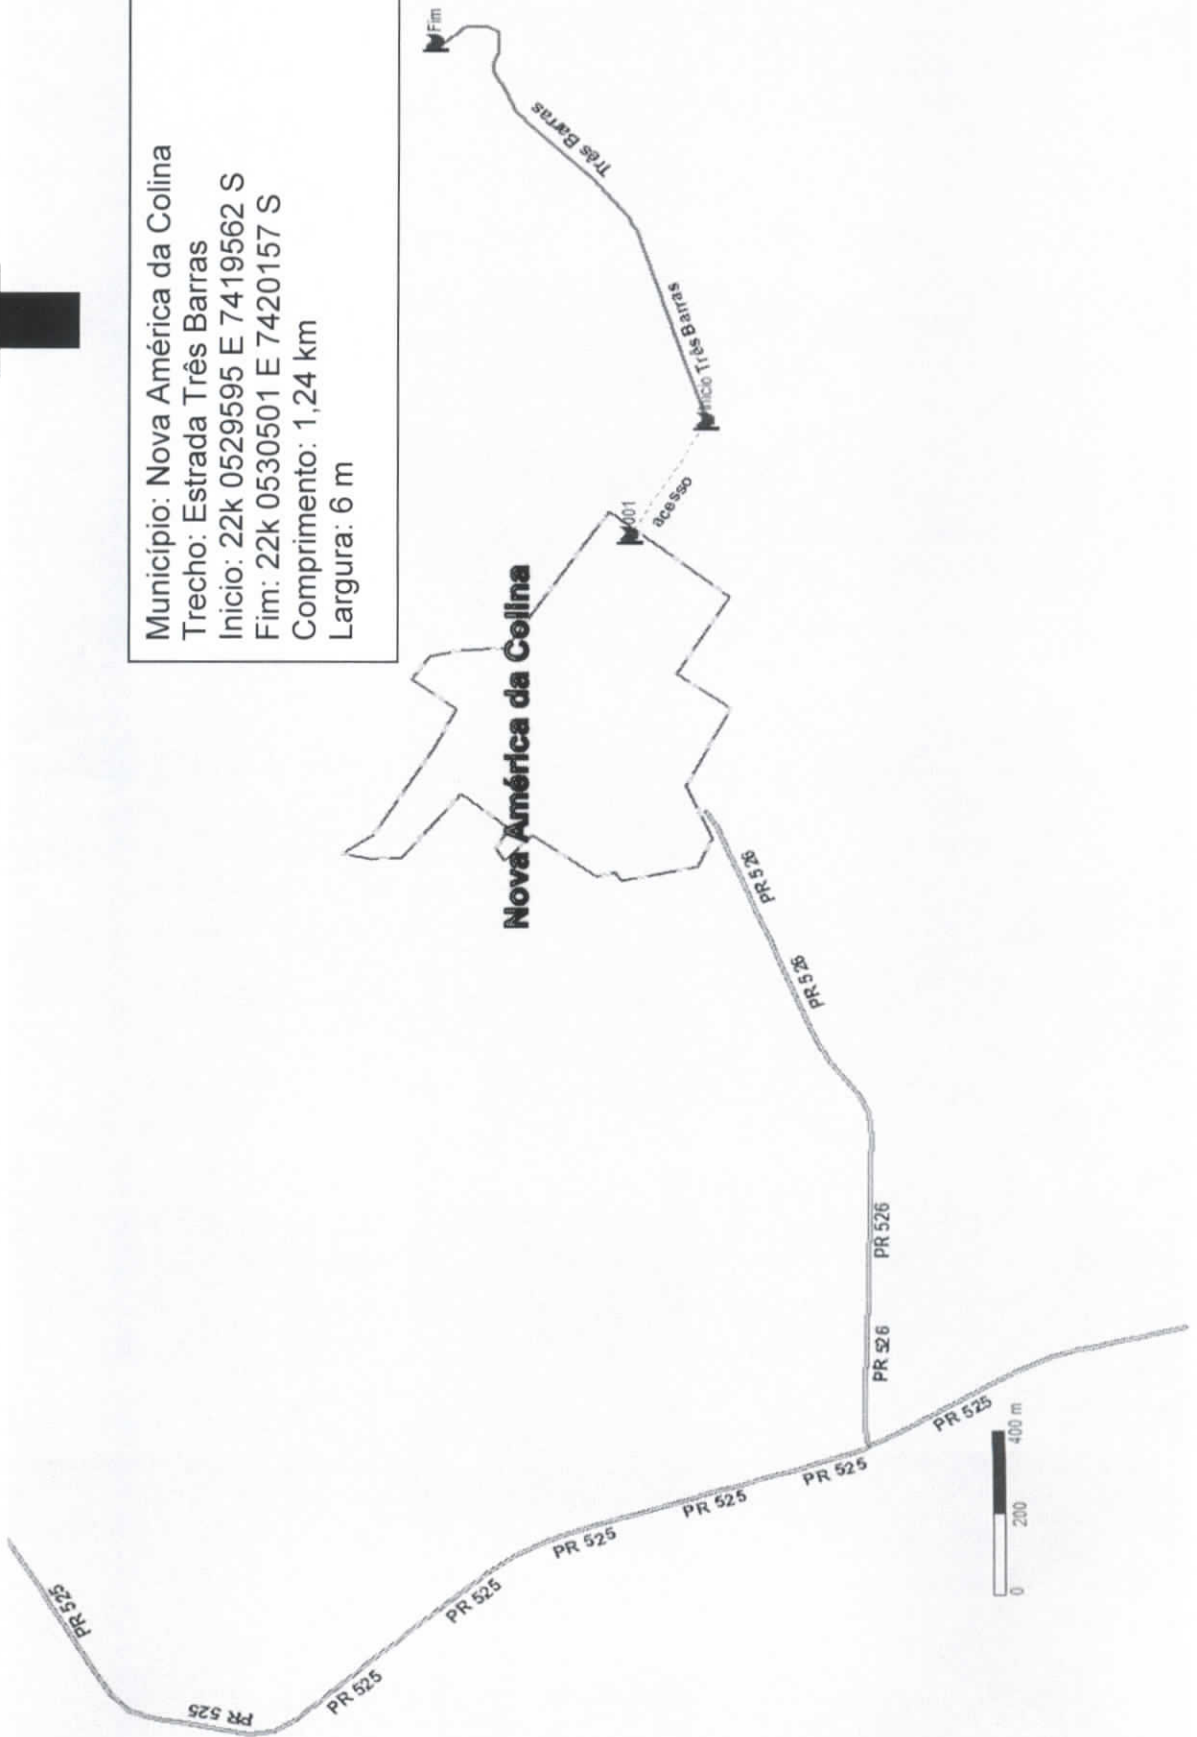 Município: Nova América da Colina
Trecho: Estrada Três Barras
Inicio: 22k 0529595 E 7419562 S
Fim: 22k 0530501 E 7420157 S
Comprimento: 1,24 km
Largura: 6 m
Fim
Três Barras
Três Barras
Inicio Três Barras
acesso
001
Nova América da Colina
PR 526
PR 526
PR 526
PR 526
PR 525
PR 525
PR 525
PR 525
PR 525
PR 525
PR 525
PR 525
0
200
400 m